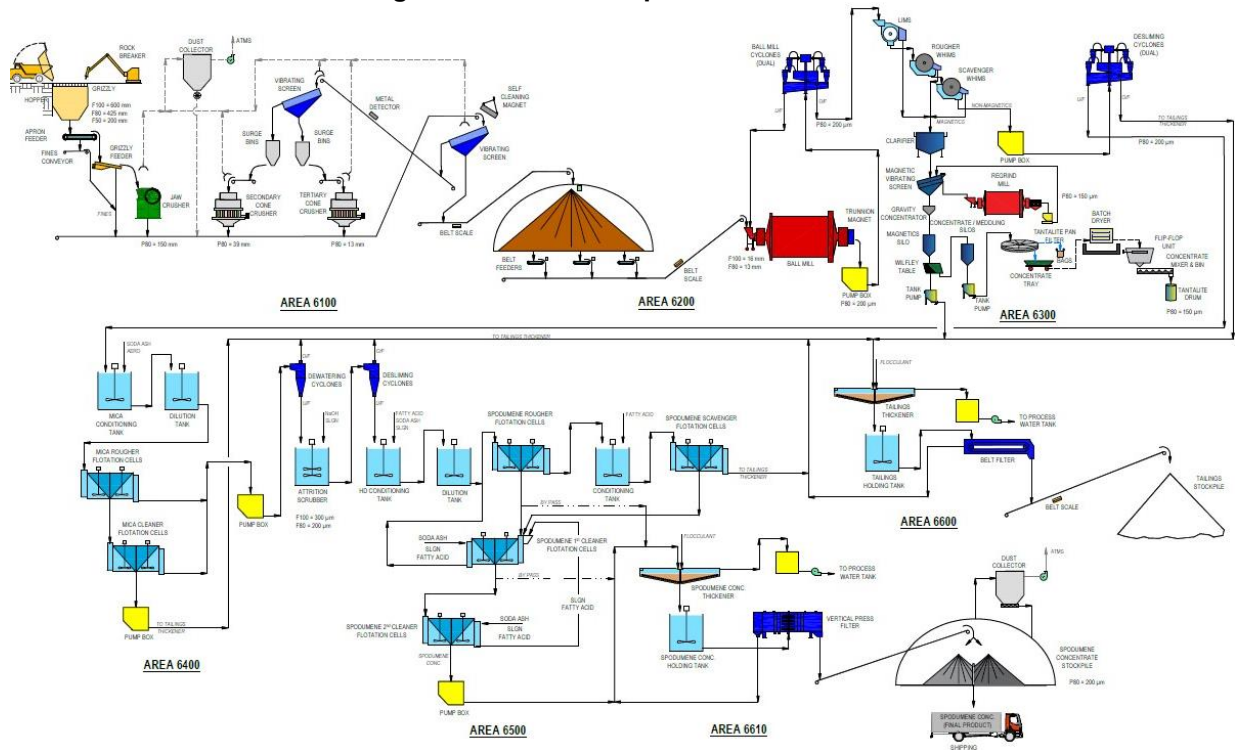 ROCK
BREAKER
HOPPER
GRIZZLY
F100 = 600 mm
F80 = 425 mm
F50 = 200 mm
APRON
FEEDER
FINES
CONVEYOR
GRIZZLY
FEEDER
FINES
JAW
CRUSHER
P80 = 150 mm
DUST
COLLECTOR
ATMS
VIBRATING
SCREEN
SURGE
BINS
SURGE
BINS
SECONDARY
CONE
CRUSHER
TERTIARY
CONE
CRUSHER
P80 = 13 mm
METAL
DETECTOR
SELF
CLEANING
MAGNET
VIBRATING
SCREEN
BELT SCALE
AREA 6100
BELT
FEEDERS
BELT
SCALE
AREA 6200
BALL MILL
CYCLONES
(DUAL)
U/F
O/F
P80 = 200 µm
F100 = 16 mm
F80 = 13 mm
BALL MILL
TRUNNION
MAGNET
PUMP BOX
P90 = 200 µm
LIMS
ROUGHER
WHIMS
SCAVENGER
WHIMS
NON-MAGNETICS
MAGNETICS
PUMP BOX
DESLIMING
CYCLONES
(DUAL)
U/F
O/F
TO TAILINGS
THICKENER
P80 = 200 µm
CLARIFIER
MAGNETIC
VIBRATING
SCREEN
REGRIND
MILL
P80 = 150 µm
GRAVITY
CONCENTRATOR
CONCENTRATE / MIDDLING
SILOS
MAGNETICS
SILO
WILFLEY
TABLE
TANK
PUMP
TANK
PUMP
TANTALITE PAN
FILTER
BAGS
CONCENTRATE
TRAY
BATCH
DRYER
FLIP-FLOP
UNIT
CONCENTRATE
MIXER & BIN
TANTALITE
DRUM
P80 = 150 µm
AREA 6300
SODA ASH
AERO
MICA
CONDITIONING
TANK
DILUTION
TANK
MICA ROUGHER
FLOTATION CELLS
MICA CLEANER
FLOTATION CELLS
PUMP BOX
TO TAILINGS
THICKENER
AREA 6400
PUMP BOX
TO TAILINGS THICKENER
O/F
DEWATERING
CYCLONES
U/F
NaOH
SLGN
ATTRITION
SCRUBBER
F100 = 300 µm
F80 = 200 µm
O/F
DESLIMING
CYCLONES
U/F
FATTY ACID
SODA ASH
SLGN
HD CONDITIONING
TANK
DILUTION
TANK
SPODUMENE ROUGHER
FLOTATION CELLS
FATTY ACID
CONDITIONING
TANK
SPODUMENE SCAVENGER
FLOTATION CELLS
TO TAILINGS
THICKENER
BY PASS
SODA ASH
SLGN
FATTY ACID
SPODUMENE 1ST CLEANER
FLOTATION CELLS
BY PASS
SLGN
FATTY ACID
SPODUMENE 2ND CLEANER
FLOTATION CELLS
SODA ASH
SLGN
FATTY ACID
SPODUMENE
CONC
PUMP BOX
AREA 6500
FLOCCULANT
SPODUMENE CONC
THICKENER
TO PROCESS
WATER TANK
SPODUMENE CONC
HOLDING TANK
VERTICAL PRESS
FILTER
AREA 6610
FLOCCULANT
TAILINGS
THICKENER
TO PROCESS
WATER TANK
TAILINGS
HOLDING TANK
BELT FILTER
AREA 6600
BELT SCALE
TAILINGS
STOCKPILE
DUST
COLLECTOR
ATMS
SPODUMENE
CONCENTRATE
STOCKPILE
P80 = 200 µm
SPODUMENE CONC.
(FINAL PRODUCT)
SHIPPING